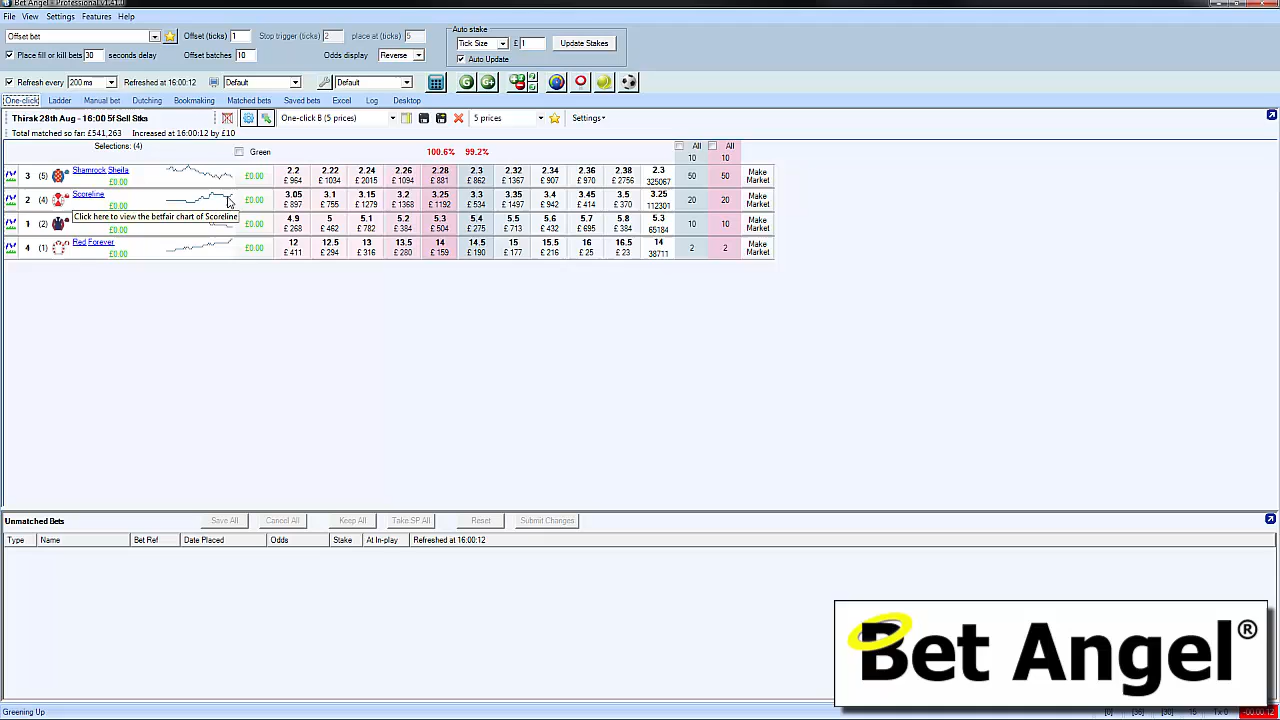 Bet Angel - Professional v1.41.0
File View Settings Features Help
Offset bet Offset (ticks) 1 Stop trigger (ticks) 2 place at (ticks) 5
Auto stake
Tick Size £ 1 Update Stakes
Place fill or kill bets 30 seconds delay Offset batches 10 Odds display Reverse
Auto Update
Refresh every 200 ms Refreshed at 16:00:12 Default Default
One-click Ladder Manual bet Dutching Bookmaking Matched bets Saved bets Excel Log Desktop
Thirsk 28th Aug - 16:00 5f Sell Stks One-click B (5 prices) 5 prices Settings
Total matched so far: £541,263 Increased at 16:00:12 by £10
Selections: (4) Green 100.6% 99.2% All All
10 10
3 (5) Shamrock Sheila £0.00 2.2 2.22 2.24 2.26 2.28 2.3 2.32 2.34 2.36 2.38 2.3 50 50 Make
£0.00 £ 964 £ 1034 £ 2015 £ 1094 £ 881 £ 862 £ 1367 £ 907 £ 970 £ 2756 325067 Market
2 (4) Scoreline £0.00 3.05 3.1 3.15 3.2 3.25 3.3 3.35 3.4 3.45 3.5 3.25 20 20 Make
£0.00 £ 897 £ 755 £ 1279 £ 1368 £ 1192 £ 534 £ 1497 £ 942 £ 414 £ 370 112301 Market
Click here to view the betfair chart of Scoreline
1 (2) £0.00 4.9 5 5.1 5.2 5.3 5.4 5.5 5.6 5.7 5.8 5.3 10 10 Make
£0.00 £ 268 £ 462 £ 782 £ 384 £ 504 £ 275 £ 713 £ 432 £ 695 £ 384 65184 Market
4 (1) Red Forever £0.00 12 12.5 13 13.5 14 14.5 15 15.5 16 16.5 14 2 2 Make
£0.00 £ 411 £ 294 £ 316 £ 280 £ 159 £ 190 £ 177 £ 216 £ 25 £ 23 38711 Market
Unmatched Bets Save All Cancel All Keep All Take SP All Reset Submit Changes
Type Name Bet Ref Date Placed Odds Stake At In-play Refreshed at 16:00:12
Bet Angel®
Greening Up [0] [38] [30] 15 1 x 0 -00:00:12